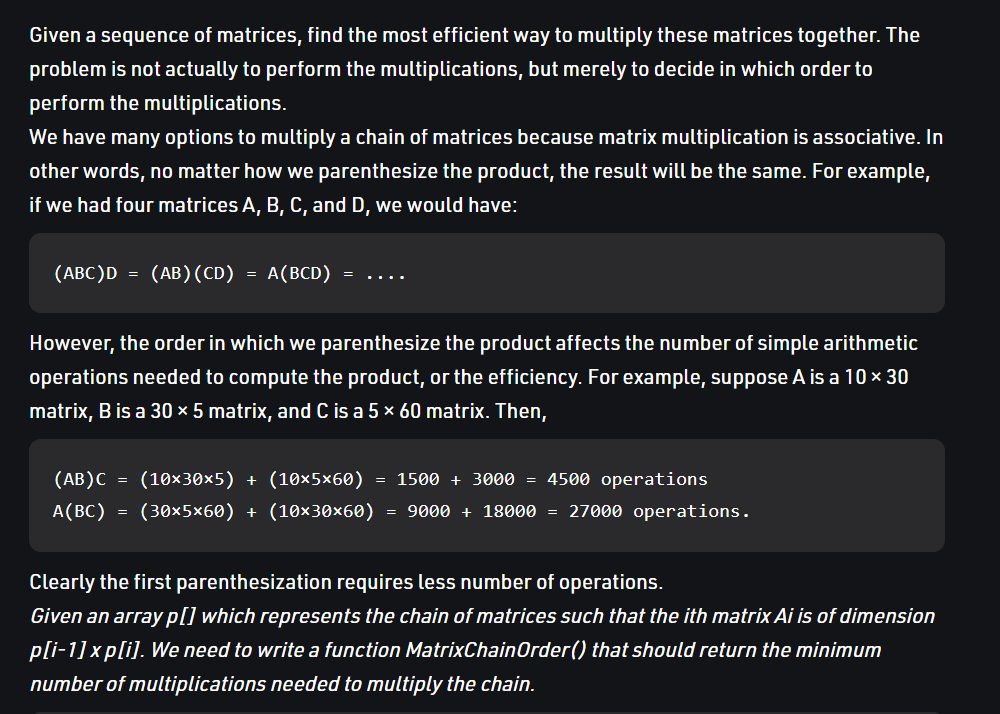 Given a sequence of matrices, find the most efficient way to multiply these matrices together. The
problem is not actually to perform the multiplications, but merely to decide in which order to
perform the multiplications.
We have many options to multiply a chain of matrices because matrix multiplication is associative. In
other words, no matter how we parenthesize the product, the result will be the same. For example,
if we had four matrices A, B, C, and D, we would have:
(ABC)D = (AB)(CD) = A(BCD) = ....
However, the order in which we parenthesize the product affects the number of simple arithmetic
operations needed to compute the product, or the efficiency. For example, suppose A is a 10 × 30
matrix, B is a 30 × 5 matrix, and C is a 5 × 60 matrix. Then,
(AB)C = (10×30×5) + (10×5×60) = 1500 + 3000 = 4500 operations
A(BC) = (30×5×60) + (10×30×60) = 9000 + 18000 = 27000 operations.
Clearly the first parenthesization requires less number of operations.
Given an array p[] which represents the chain of matrices such that the ith matrix Ai is of dimension
p[i-1] x p[i]. We need to write a function MatrixChainOrder() that should return the minimum
number of multiplications needed to multiply the chain.